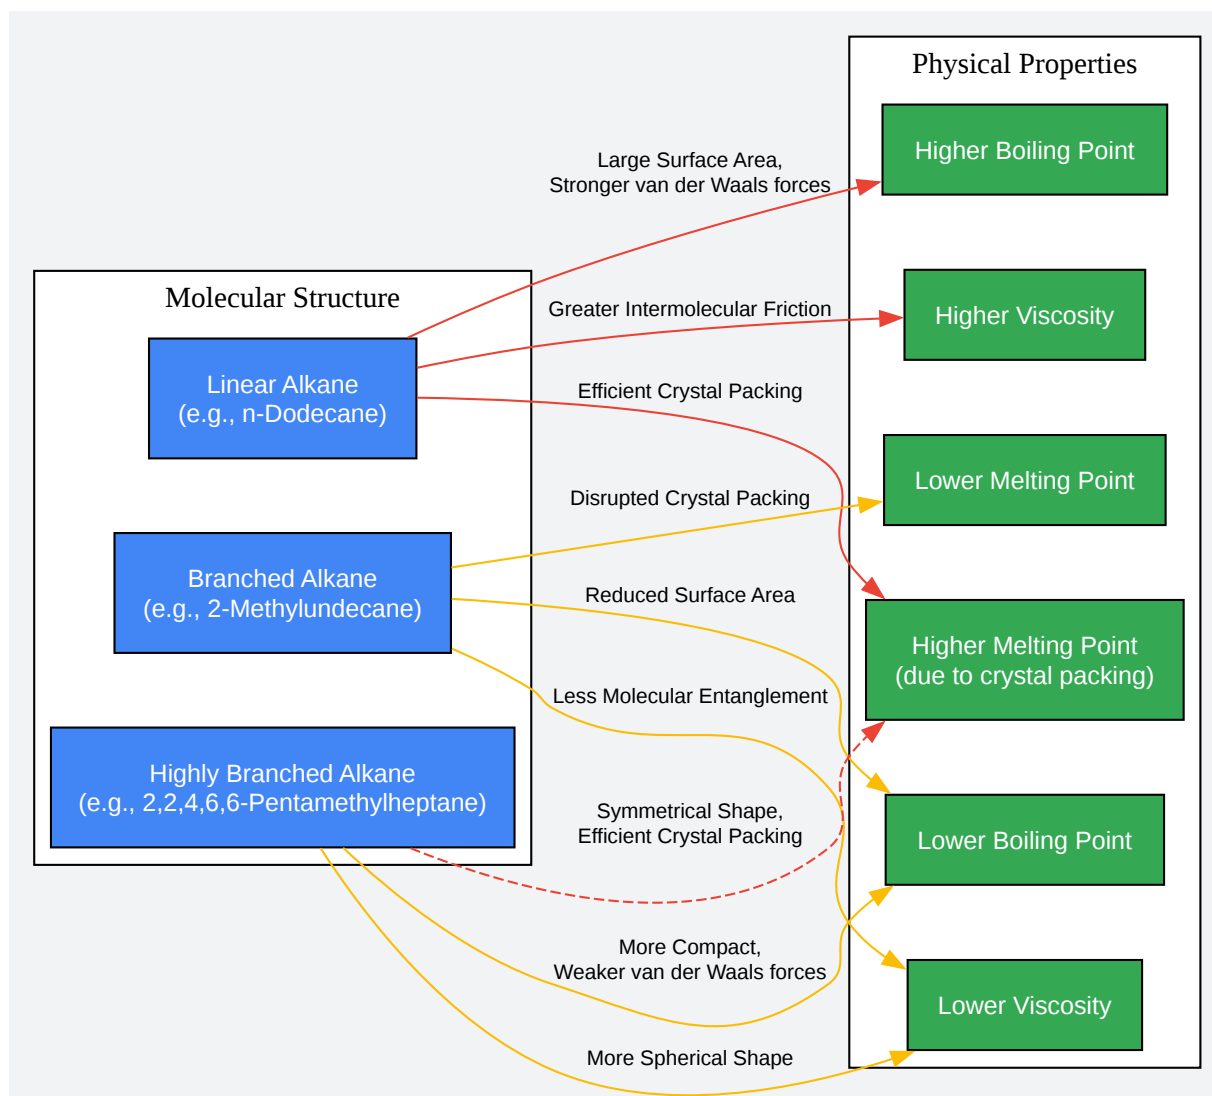 Molecular Structure
Linear Alkane
(e.g., n-Dodecane)
Branched Alkane
(e.g., 2-Methylundecane)
Highly Branched Alkane
(e.g., 2,2,4,6,6-Pentamethylheptane)
Large Surface Area,
Stronger van der Waals forces
Greater Intermolecular Friction
Efficient Crystal Packing
Disrupted Crystal Packing
Reduced Surface Area
Less Molecular Entanglement
Symmetrical Shape,
Efficient Crystal Packing
More Compact,
Weaker van der Waals forces
More Spherical Shape
Physical Properties
Higher Boiling Point
Higher Viscosity
Lower Melting Point
Higher Melting Point
(due to crystal packing)
Lower Boiling Point
Lower Viscosity